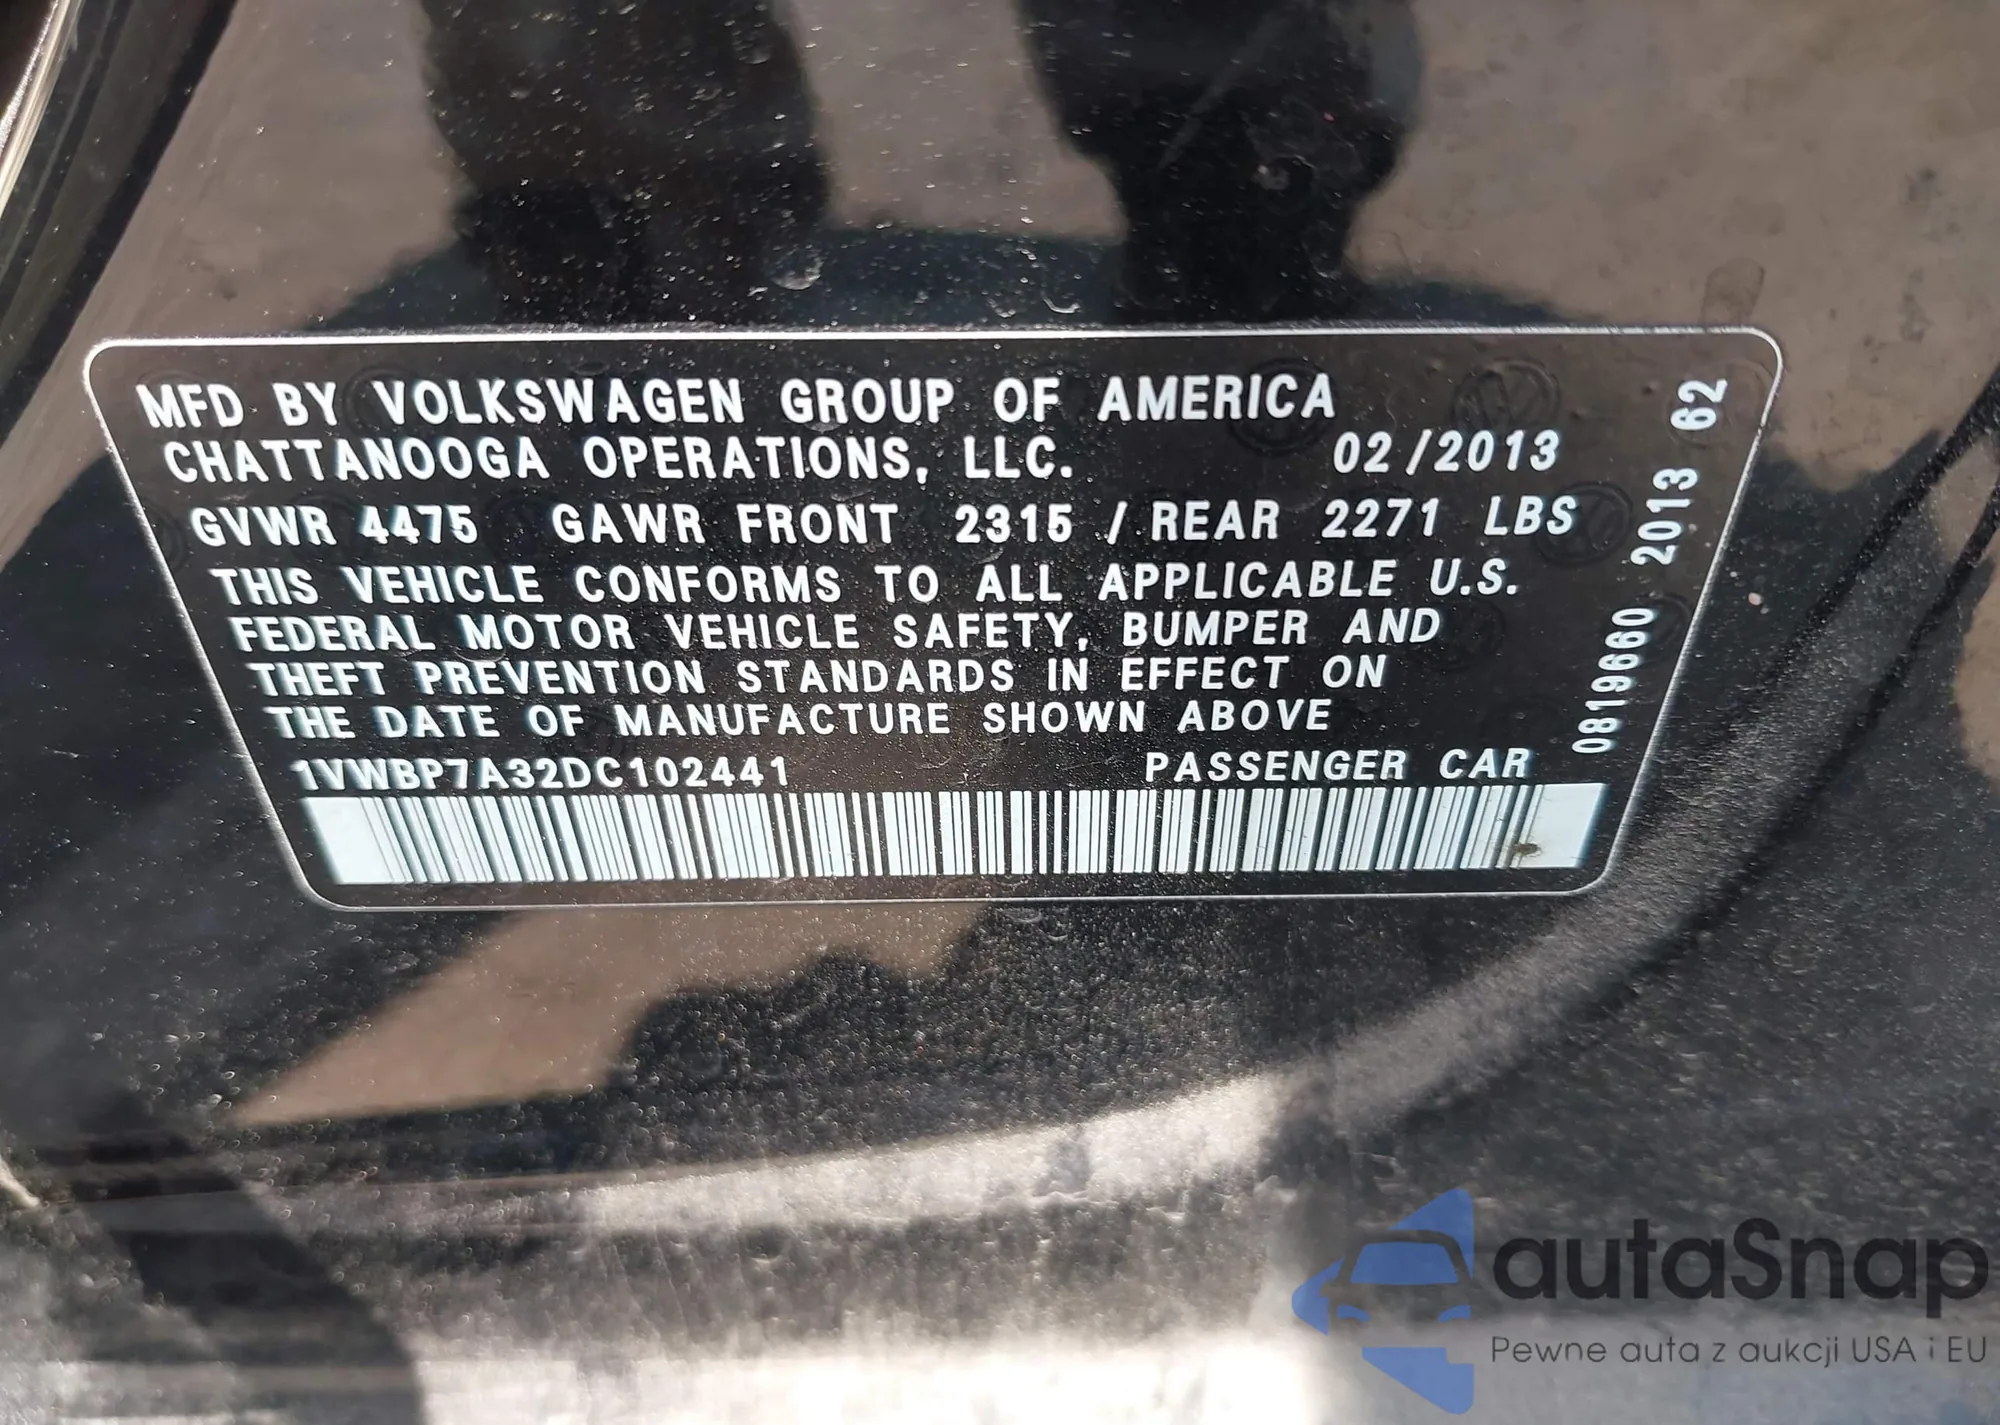 MFD BY VOLKSWAGEN GROUP OF AMERICA
CHATTANOOGA OPERATIONS, LLC. 02/2013
GVWR 4475 GAWR FRONT 2315 / REAR 2271 LBS
THIS VEHICLE CONFORMS TO ALL APPLICABLE U.S.
FEDERAL MOTOR VEHICLE SAFETY, BUMPER AND
THEFT PREVENTION STANDARDS IN EFFECT ON
THE DATE OF MANUFACTURE SHOWN ABOVE
1VWBP7A32DC102441 PASSENGER CAR
0819660 2013 62
autaSnap
Pewne auta z aukcji USA i EU